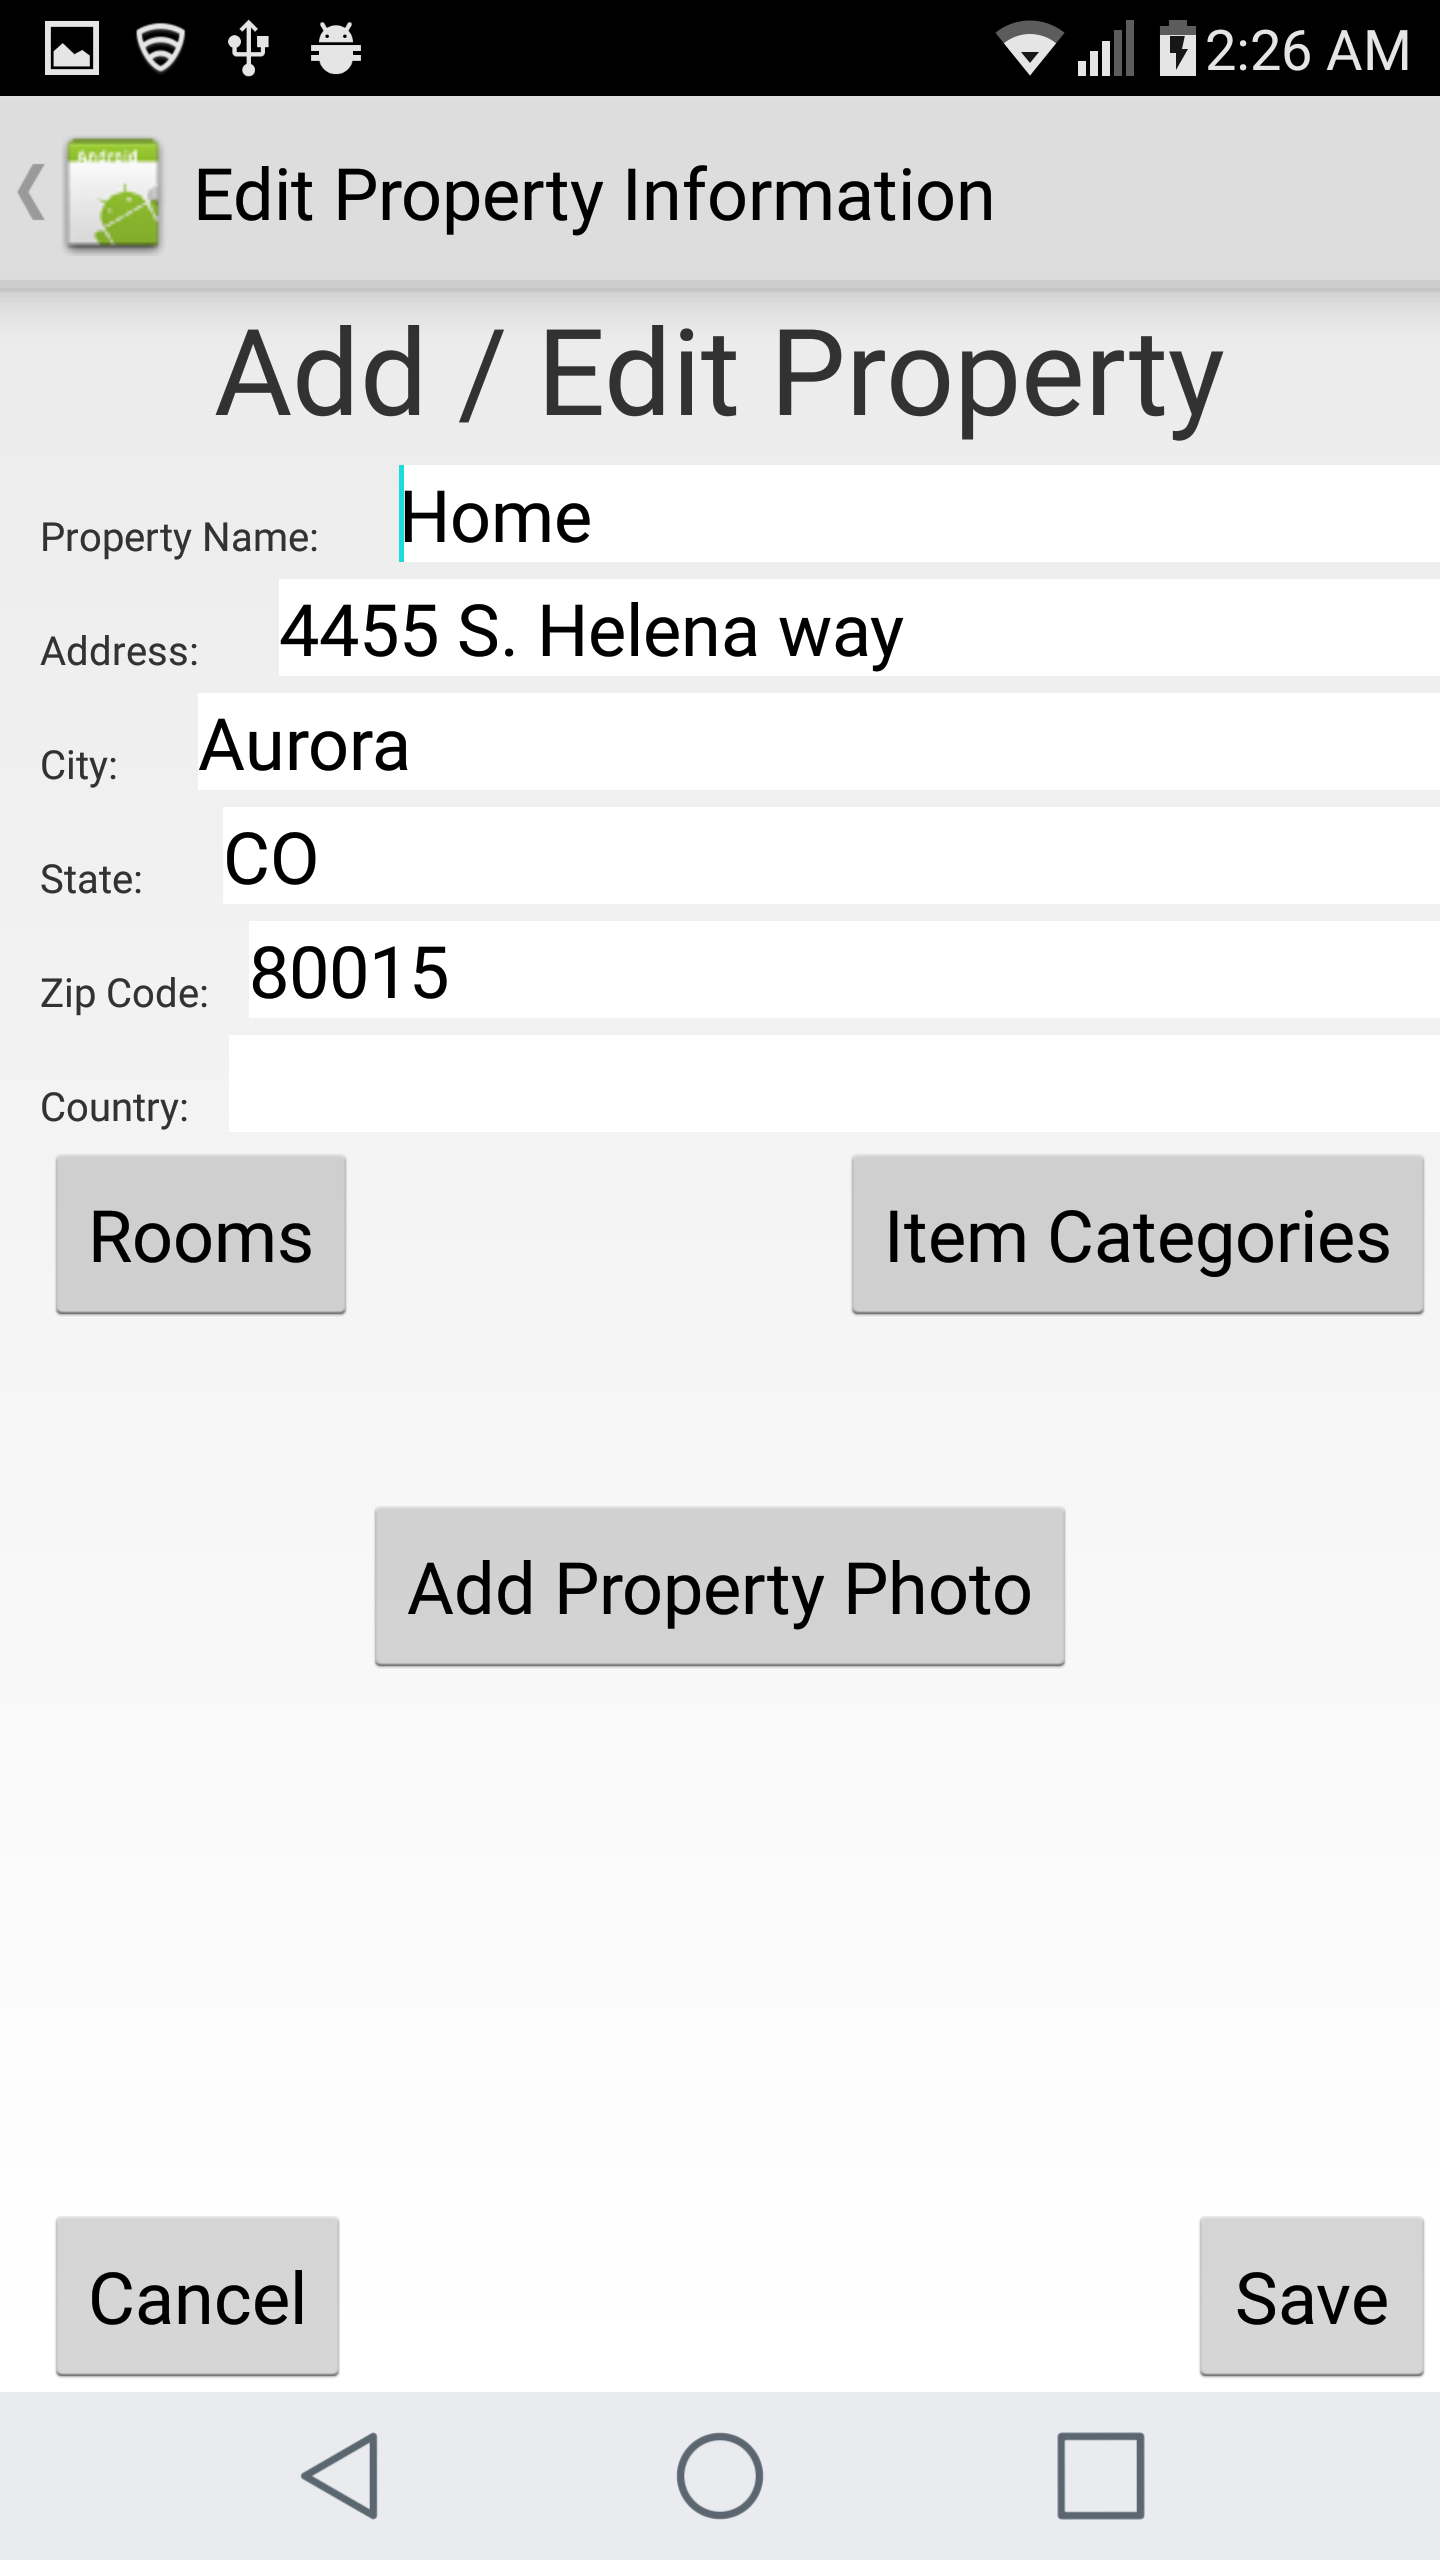 2:26 AM
Android
Edit Property Information
Add / Edit Property
Property Name: Home
Address: 4455 S. Helena way
City: Aurora
State: CO
Zip Code: 80015
Country:
Rooms Item Categories
Add Property Photo
Cancel Save